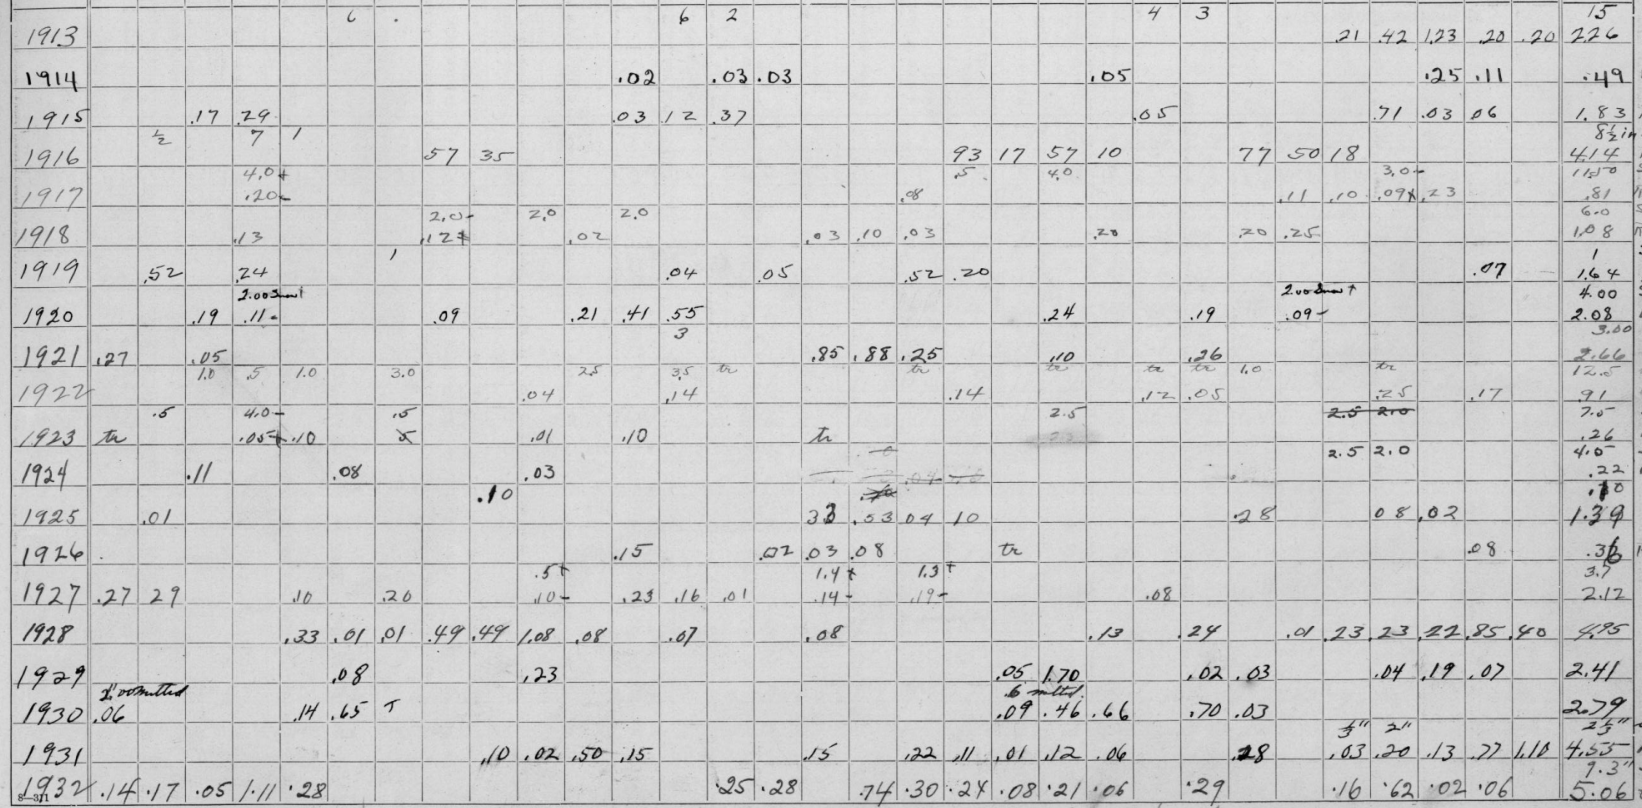 6 2 4 3 15
1913 .21 .42 1.23 .20 .20 2.26
1914 .02 .03 .03 .05 .25 .11 .49
1915 .17 .29 .03 .12 .37 .05 .71 .03 .06 1.83
½ 7 1 8½ in
1916 57 35 93 17 57 10 77 50 18 4.14
4.0+ .5 4.0 3.0- 11.50
1917 .20- .08 .11 .10 .09+ .23 .81
2.0- 2.0 2.0 6.0
1918 .13 .12+ .02 .03 .10 .03 .20 .20 .25 1.08
1 1
1919 .52 .24 .04 .05 .52 .20 .07 1.64
2.00 Snow+ 2.00 Snow+ 4.00
1920 .19 .11- .09 .21 .41 .55 .24 .19 .09- 2.08
3 3.00
1921 .27 .05 .85 .88 .25 .10 .26 2.66
1.0 .5 1.0 3.0 2.5 3.5 tr tr tr tr tr 1.0 tr 12.5
1922 .04 .14 .14 .12 .05 .25 .17 .91
.5 4.0- .5 2.5 2.5 2.0 7.5
1923 tr .05+ .10 .01 .10 tr .26
2.5 2.0 4.5
1924 .11 .08 .03 .22
.10 .10
1925 .01 33 .53 04 10 .28 08 .02 1.39
1926 .15 .02 .03 .08 tr .08 .36
.5+ 1.4+ 1.3+ 3.7
1927 .27 29 .10 .20 .10- .23 .16 .01 .14- .19- .08 2.12
1928 .33 .01 .01 .49 .49 1.08 .08 .07 .08 .13 .24 .01 .23 .23 .22 .85 .40 4.95
1929 .08 .23 .05 1.70 .02 .03 .04 .19 .07 2.41
melted 6 melted
1930 .06 .14 .65 T .09 .46 .66 .70 .03 2.79
2" 2½"
1931 .10 .02 .50 .15 .15 .22 .11 .01 .12 .06 .28 .03 .20 .13 .77 1.10 4.55
9.3"
1932 .14 .17 .05 1.11 .28 .25 .28 .74 .30 .24 .08 .21 .06 .29 .16 .62 .02 .06 5.06